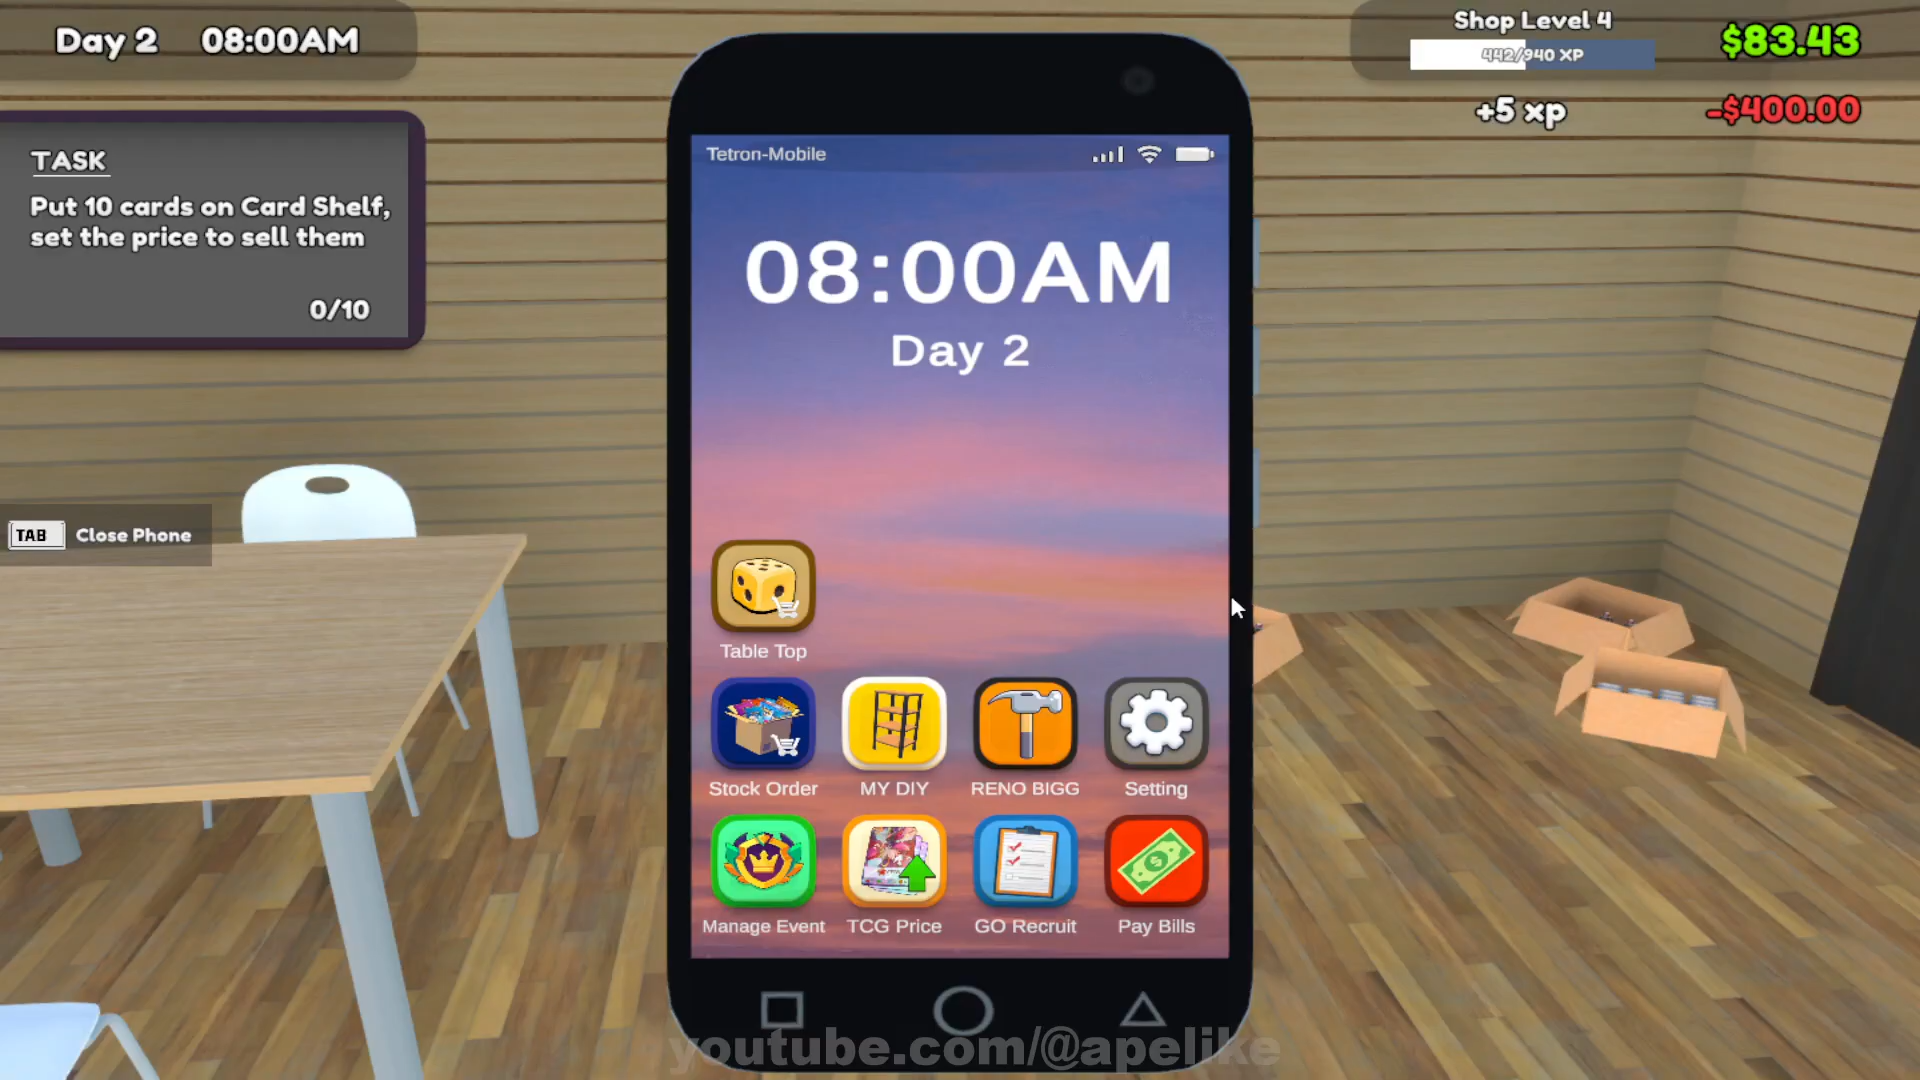 Day 2 08:00AM
Shop Level 4
442/940 XP
$83.43
+5 xp
-$400.00
TASK
Put 10 cards on Card Shelf,
set the price to sell them
0/10
TAB Close Phone
Tetron-Mobile
08:00AM
Day 2
Table Top
Stock Order
MY DIY
RENO BIGG
Setting
Manage Event
TCG Price
GO Recruit
Pay Bills
youtube.com/@apelike